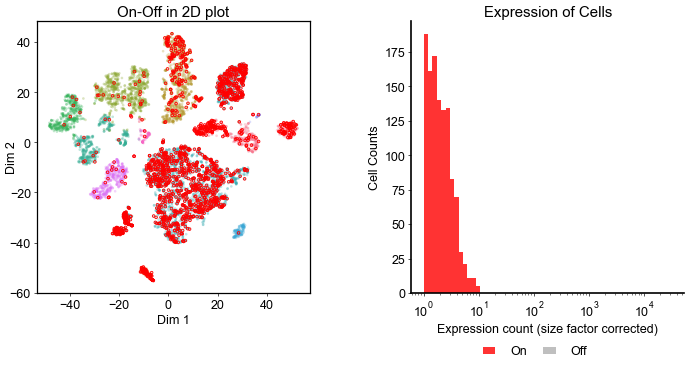 On-Off in 2D plot
40
20
0
−20
−40
−60
Dim 2
−40 −20 0 20 40
Dim 1
Expression of Cells
175
150
125
100
75
50
25
0
Cell Counts
10^0 10^1 10^2 10^3 10^4
Expression count (size factor corrected)
On Off